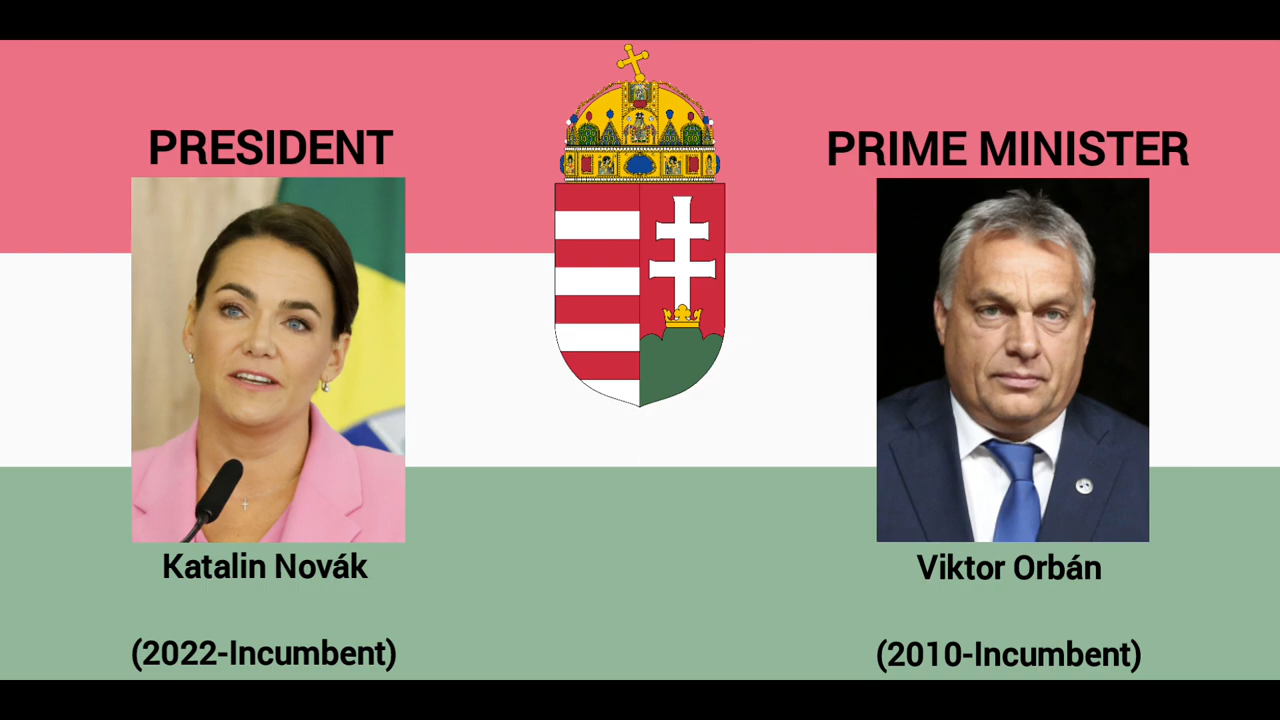 PRESIDENT
Katalin Novák
(2022-Incumbent)
PRIME MINISTER
Viktor Orbán
(2010-Incumbent)